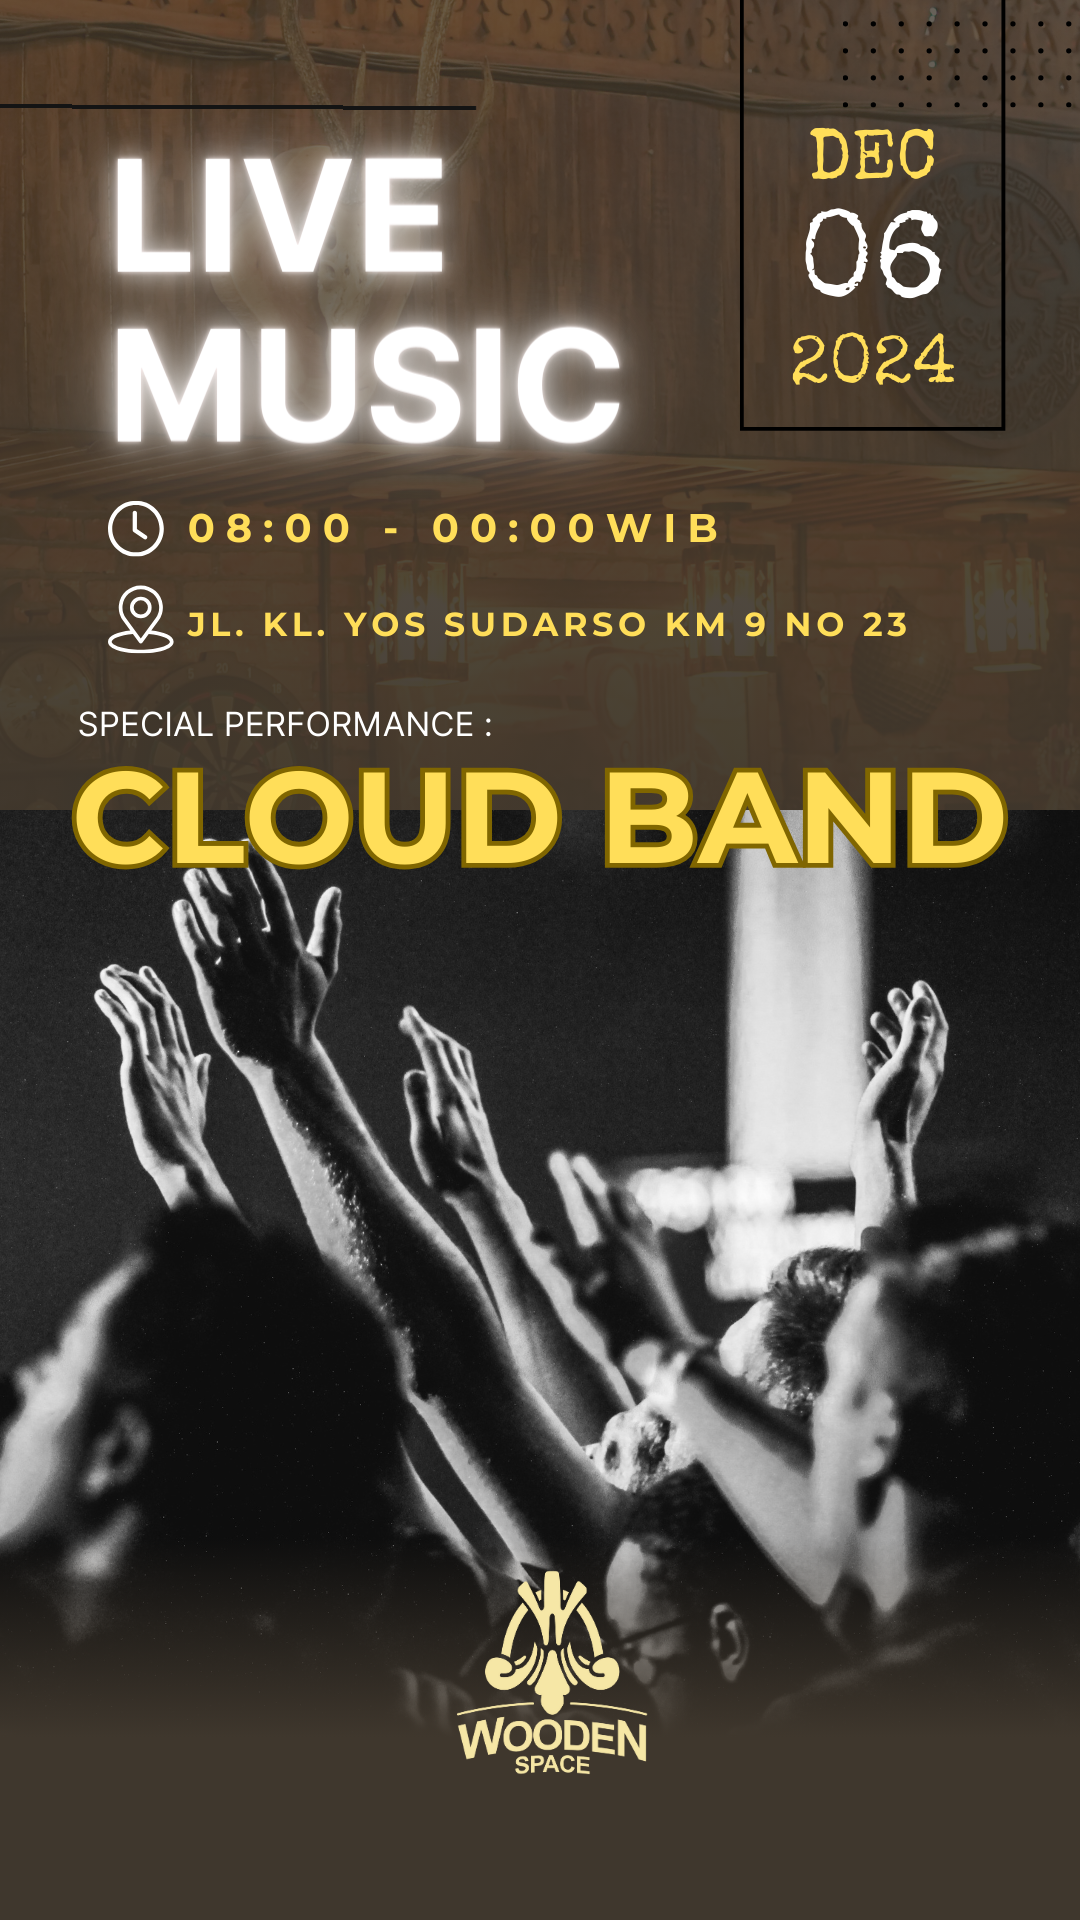 LIVE
MUSIC
DEC
06
2024
08:00 - 00:00WIB
JL. KL. YOS SUDARSO KM 9 NO 23
SPECIAL PERFORMANCE :
CLOUD BAND
WOODEN
SPACE